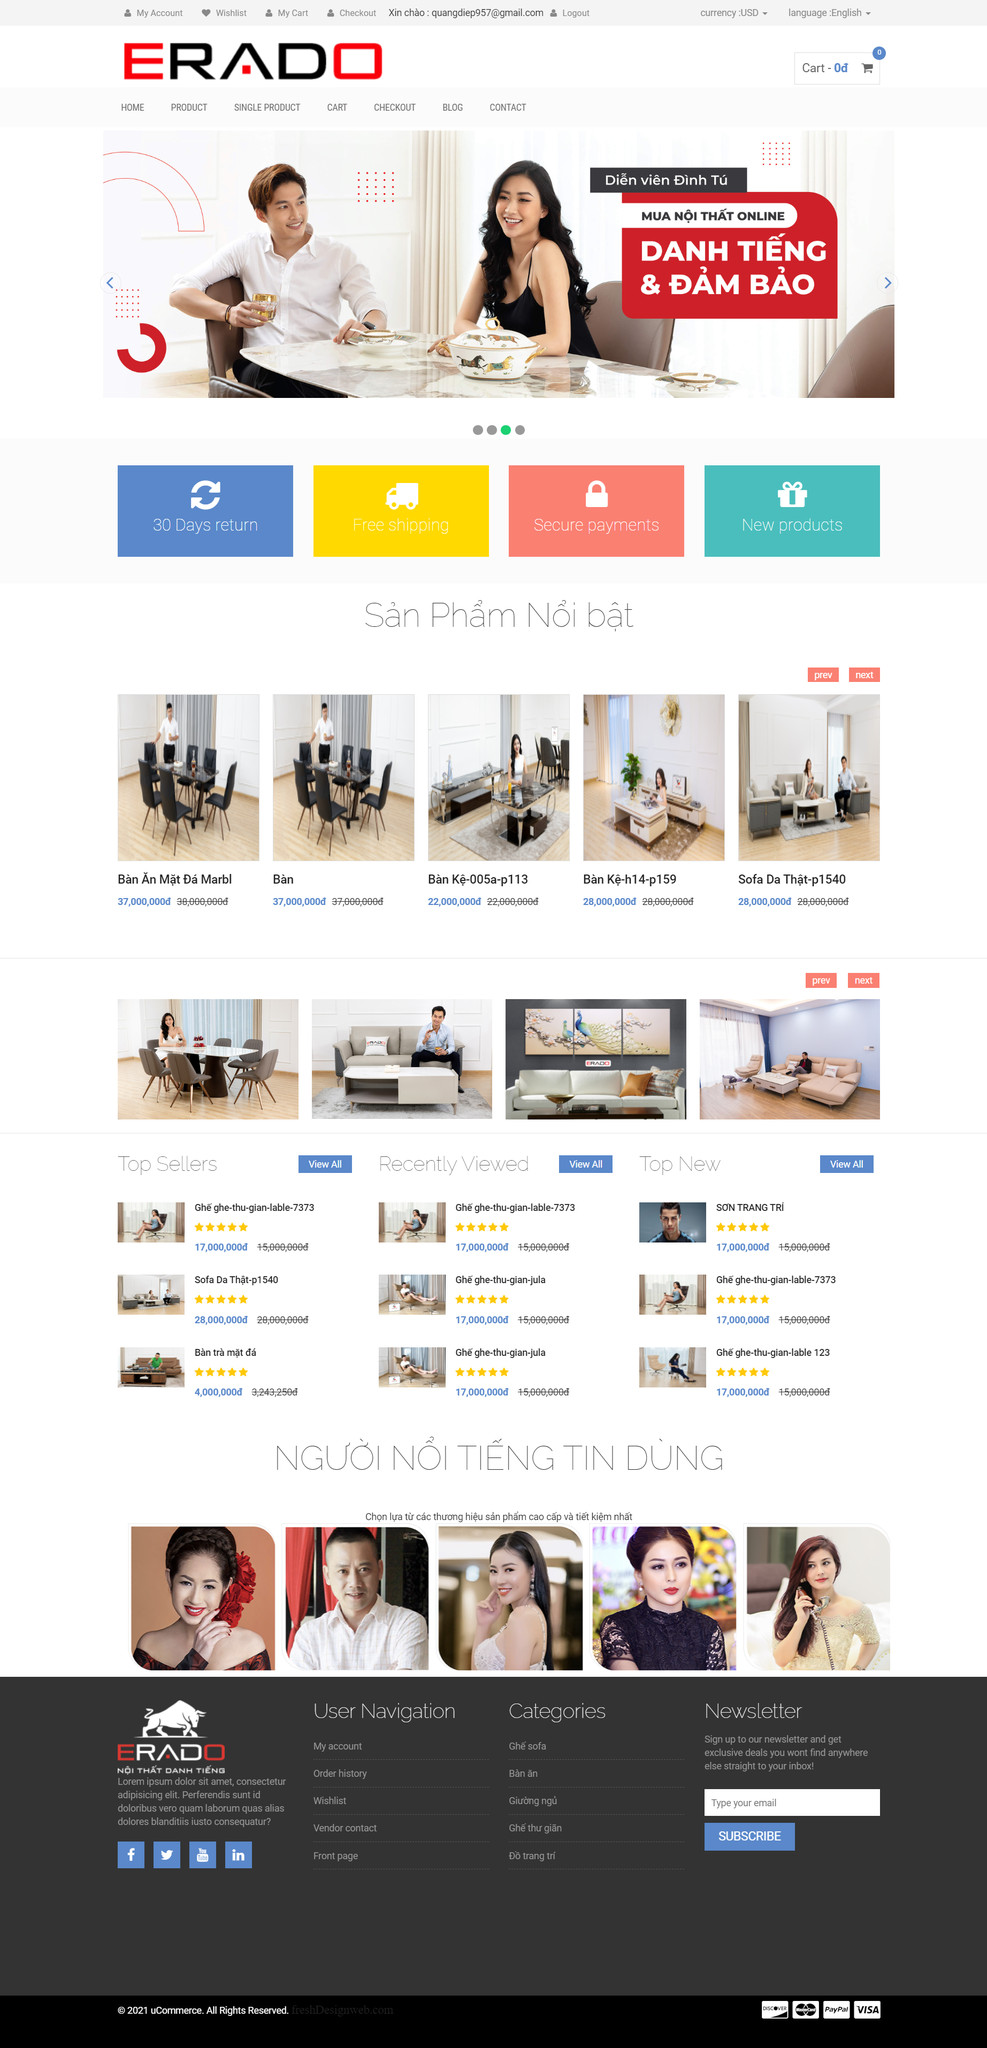 My Account Wishlist My Cart Checkout Xin chào : quangdiep957@gmail.com Logout currency :USD language :English
ERADO
Cart - 0đ 0
HOME PRODUCT SINGLE PRODUCT CART CHECKOUT BLOG CONTACT
Diễn viên Đình Tú
MUA NỘI THẤT ONLINE
DANH TIẾNG
& ĐẢM BẢO
30 Days return Free shipping Secure payments New products
Sản Phẩm Nổi bật
prev next
Bàn Ăn Mặt Đá Marbl Bàn Bàn Kệ-005a-p113 Bàn Kệ-h14-p159 Sofa Da Thật-p1540
37,000,000đ 38,000,000đ 37,000,000đ 37,000,000đ 22,000,000đ 22,000,000đ 28,000,000đ 28,000,000đ 28,000,000đ 28,000,000đ
prev next
ERADO
ERADO
Top Sellers View All
Ghế ghe-thu-gian-lable-7373
17,000,000đ 15,000,000đ
Sofa Da Thật-p1540
28,000,000đ 28,000,000đ
Bàn trà mặt đá
4,000,000đ 3,243,250đ
Recently Viewed View All
Ghế ghe-thu-gian-lable-7373
17,000,000đ 15,000,000đ
Ghế ghe-thu-gian-jula
17,000,000đ 15,000,000đ
Ghế ghe-thu-gian-jula
17,000,000đ 15,000,000đ
Top New View All
SƠN TRANG TRÍ
17,000,000đ 15,000,000đ
Ghế ghe-thu-gian-lable-7373
17,000,000đ 15,000,000đ
Ghế ghe-thu-gian-lable 123
17,000,000đ 15,000,000đ
NGƯỜI NỔI TIẾNG TIN DÙNG
Chọn lựa từ các thương hiệu sản phẩm cao cấp và tiết kiệm nhất
ERADO
NỘI THẤT DANH TIẾNG
Lorem ipsum dolor sit amet, consectetur
adipisicing elit. Perferendis sunt id
doloribus vero quam laborum quas alias
dolores blanditiis iusto consequatur?
User Navigation
My account
Order history
Wishlist
Vendor contact
Front page
Categories
Ghế sofa
Bàn ăn
Giường ngủ
Ghế thư giãn
Đồ trang trí
Newsletter
Sign up to our newsletter and get
exclusive deals you wont find anywhere
else straight to your inbox!
Type your email
SUBSCRIBE
© 2021 uCommerce. All Rights Reserved. freshDesignweb.com
DISCOVER MasterCard PayPal VISA